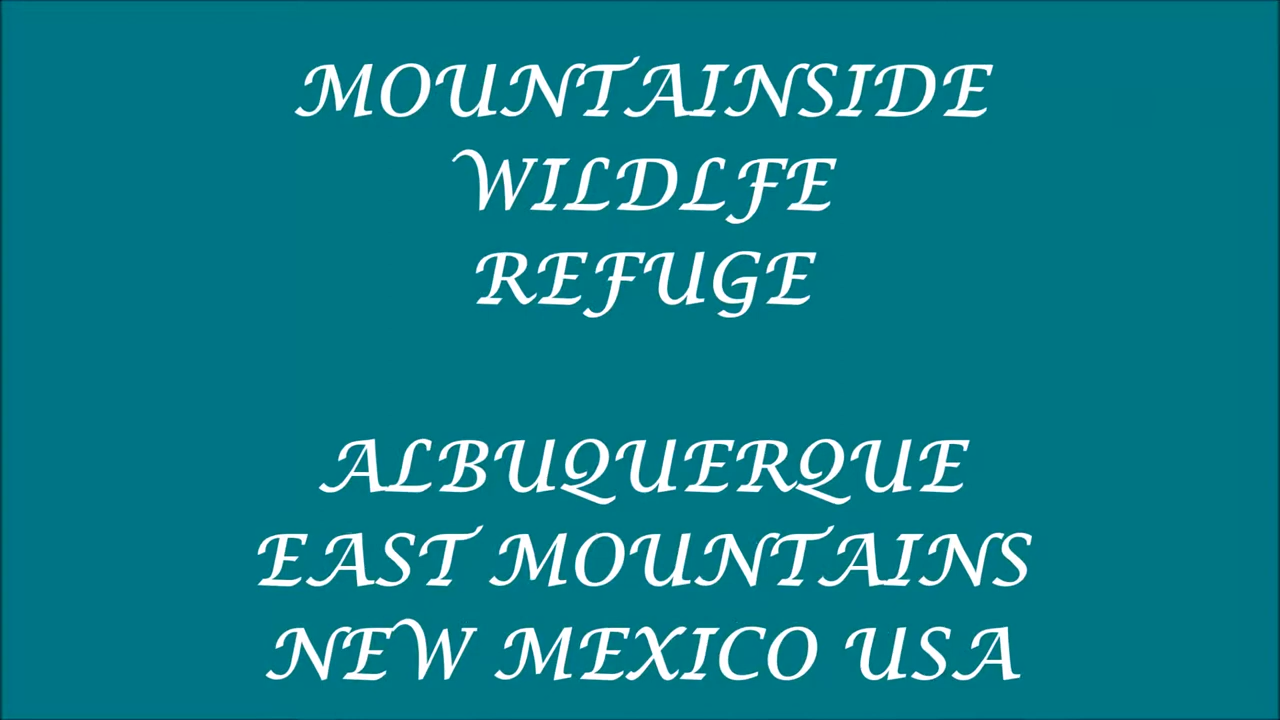 MOUNTAINSIDE
WILDLFE
REFUGE
ALBUQUERQUE
EAST MOUNTAINS
NEW MEXICO USA